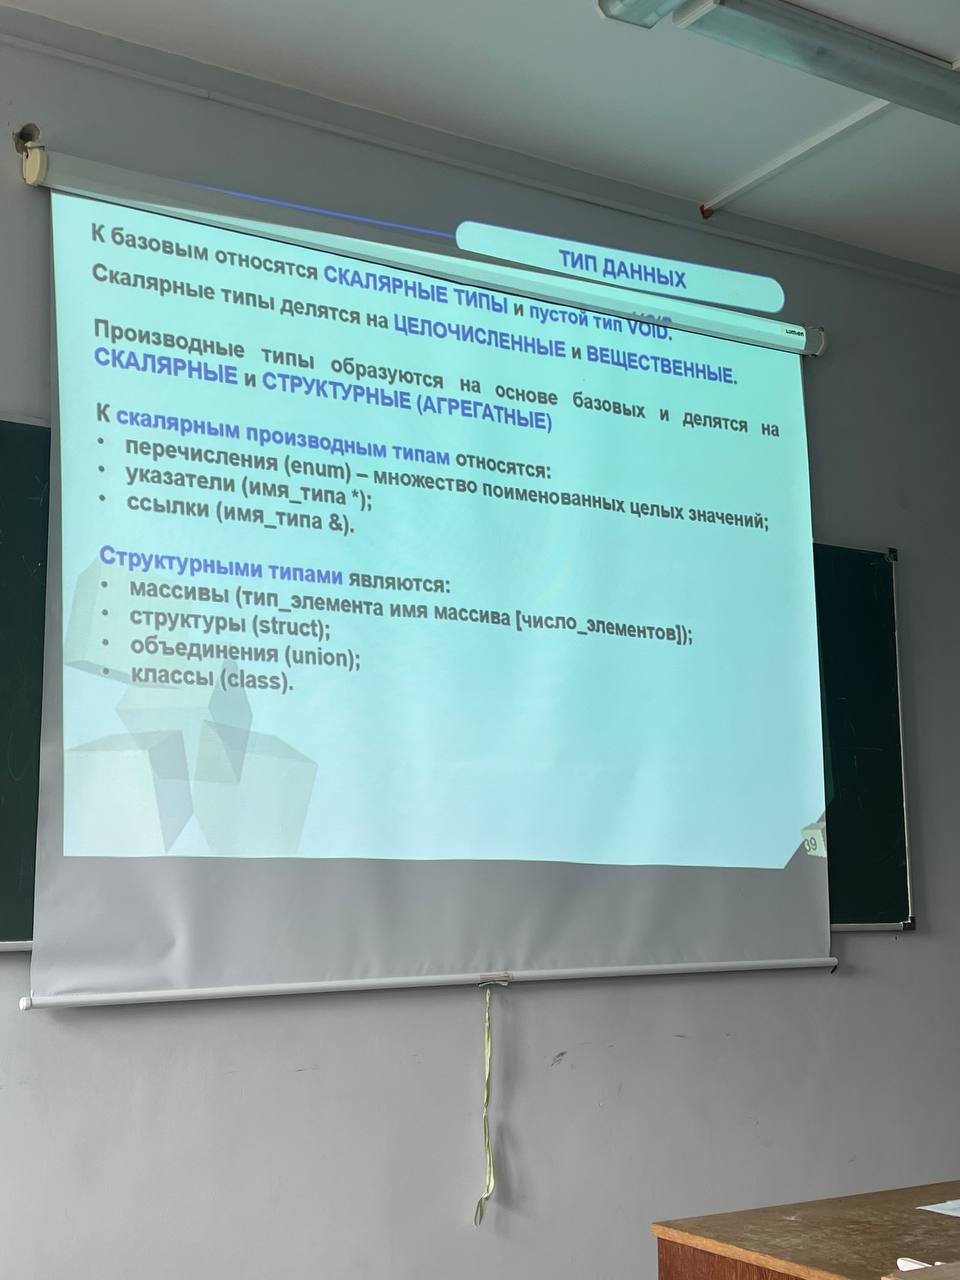 ТИП ДАННЫХ
К базовым относятся СКАЛЯРНЫЕ ТИПЫ и пустой тип VOID.
Скалярные типы делятся на ЦЕЛОЧИСЛЕННЫЕ и ВЕЩЕСТВЕННЫЕ.
Производные типы образуются на основе базовых и делятся на
СКАЛЯРНЫЕ и СТРУКТУРНЫЕ (АГРЕГАТНЫЕ)
К скалярным производным типам относятся:
• перечисления (enum) – множество поименованных целых значений;
• указатели (имя_типа *);
• ссылки (имя_типа &).
Структурными типами являются:
• массивы (тип_элемента имя массива [число_элементов]);
• структуры (struct);
• объединения (union);
• классы (class).
39